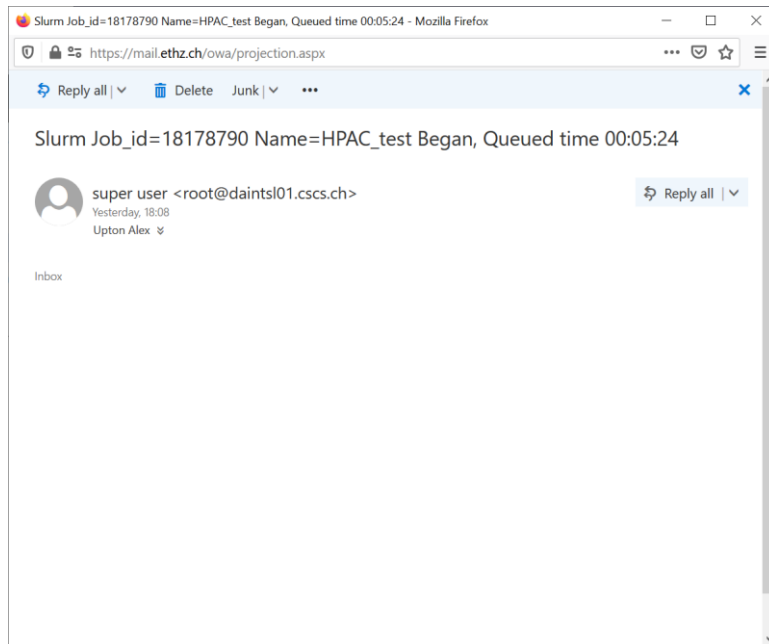 Slurm Job_id=18178790 Name=HPAC_test Began, Queued time 00:05:24 - Mozilla Firefox
https://mail.ethz.ch/owa/projection.aspx
Reply all | Delete Junk |
Slurm Job_id=18178790 Name=HPAC_test Began, Queued time 00:05:24
super user <root@daintsl01.cscs.ch>
Reply all |
Yesterday, 18:08
Upton Alex
Inbox